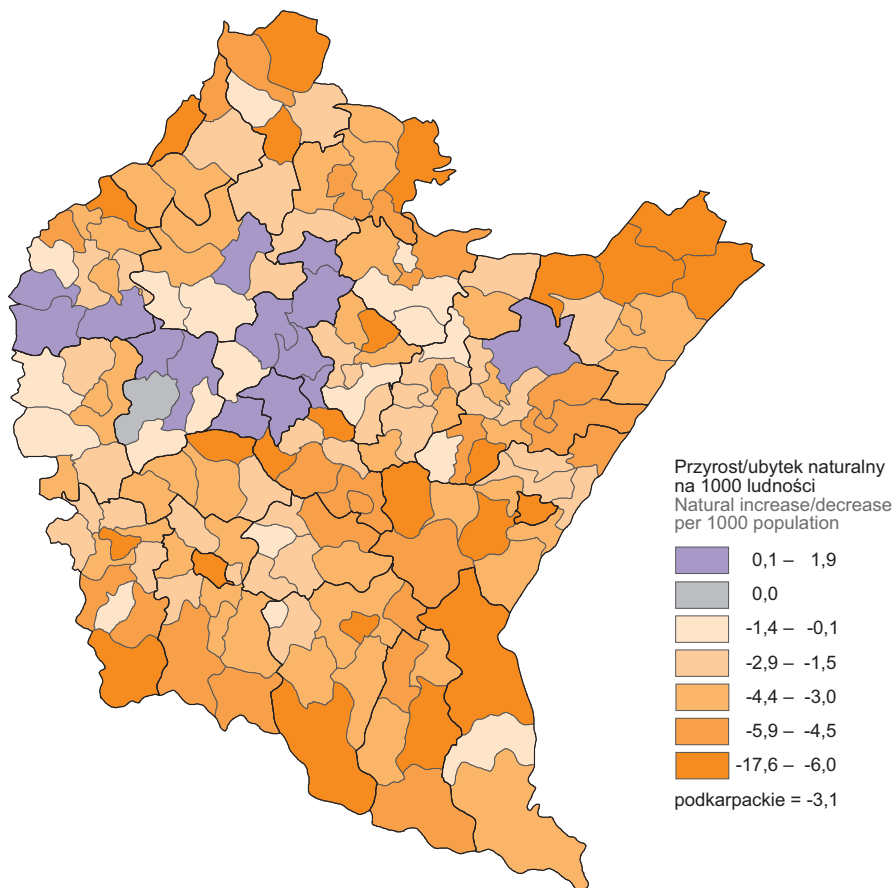 Przyrost/ubytek naturalny
na 1000 ludności
Natural increase/decrease
per 1000 population
0,1 – 1,9
0,0
-1,4 – -0,1
-2,9 – -1,5
-4,4 – -3,0
-5,9 – -4,5
-17,6 – -6,0
podkarpackie = -3,1